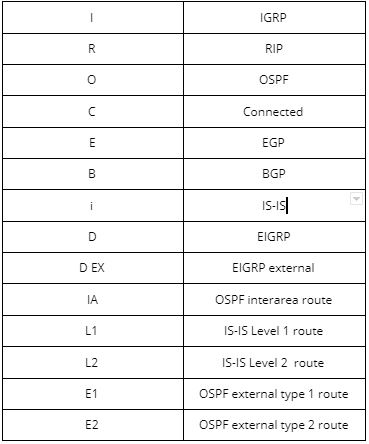 I IGRP
R RIP
O OSPF
C Connected
E EGP
B BGP
i IS-IS
D EIGRP
D EX EIGRP external
IA OSPF interarea route
L1 IS-IS Level 1 route
L2 IS-IS Level 2 route
E1 OSPF external type 1 route
E2 OSPF external type 2 route